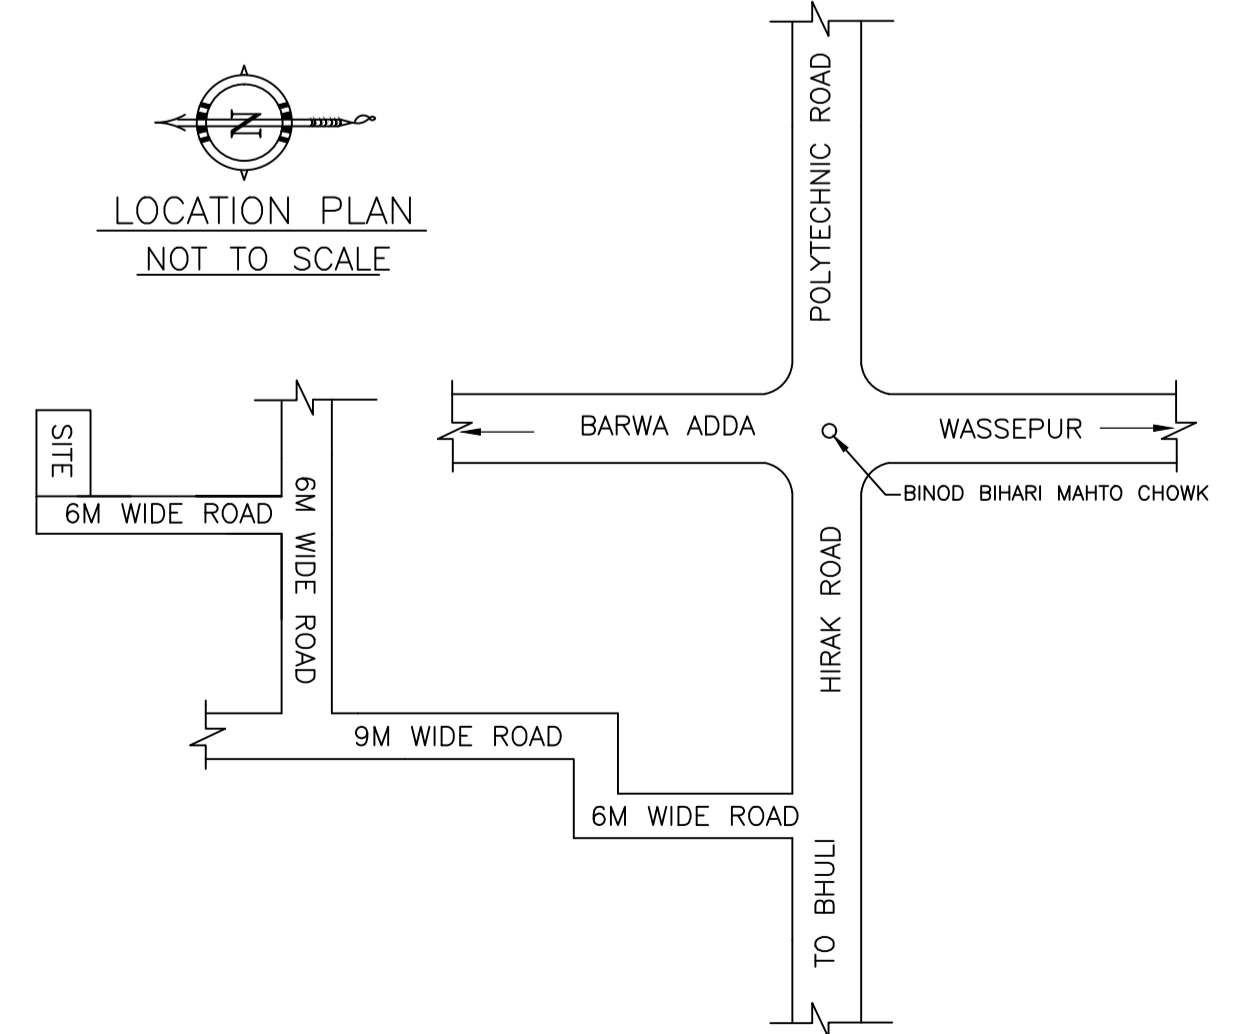 N
LOCATION PLAN
NOT TO SCALE
POLYTECHNIC ROAD
BARWA ADDA
WASSEPUR
BINOD BIHARI MAHTO CHOWK
SITE
6M WIDE ROAD
6M WIDE ROAD
HIRAK ROAD
9M WIDE ROAD
6M WIDE ROAD
TO BHULI